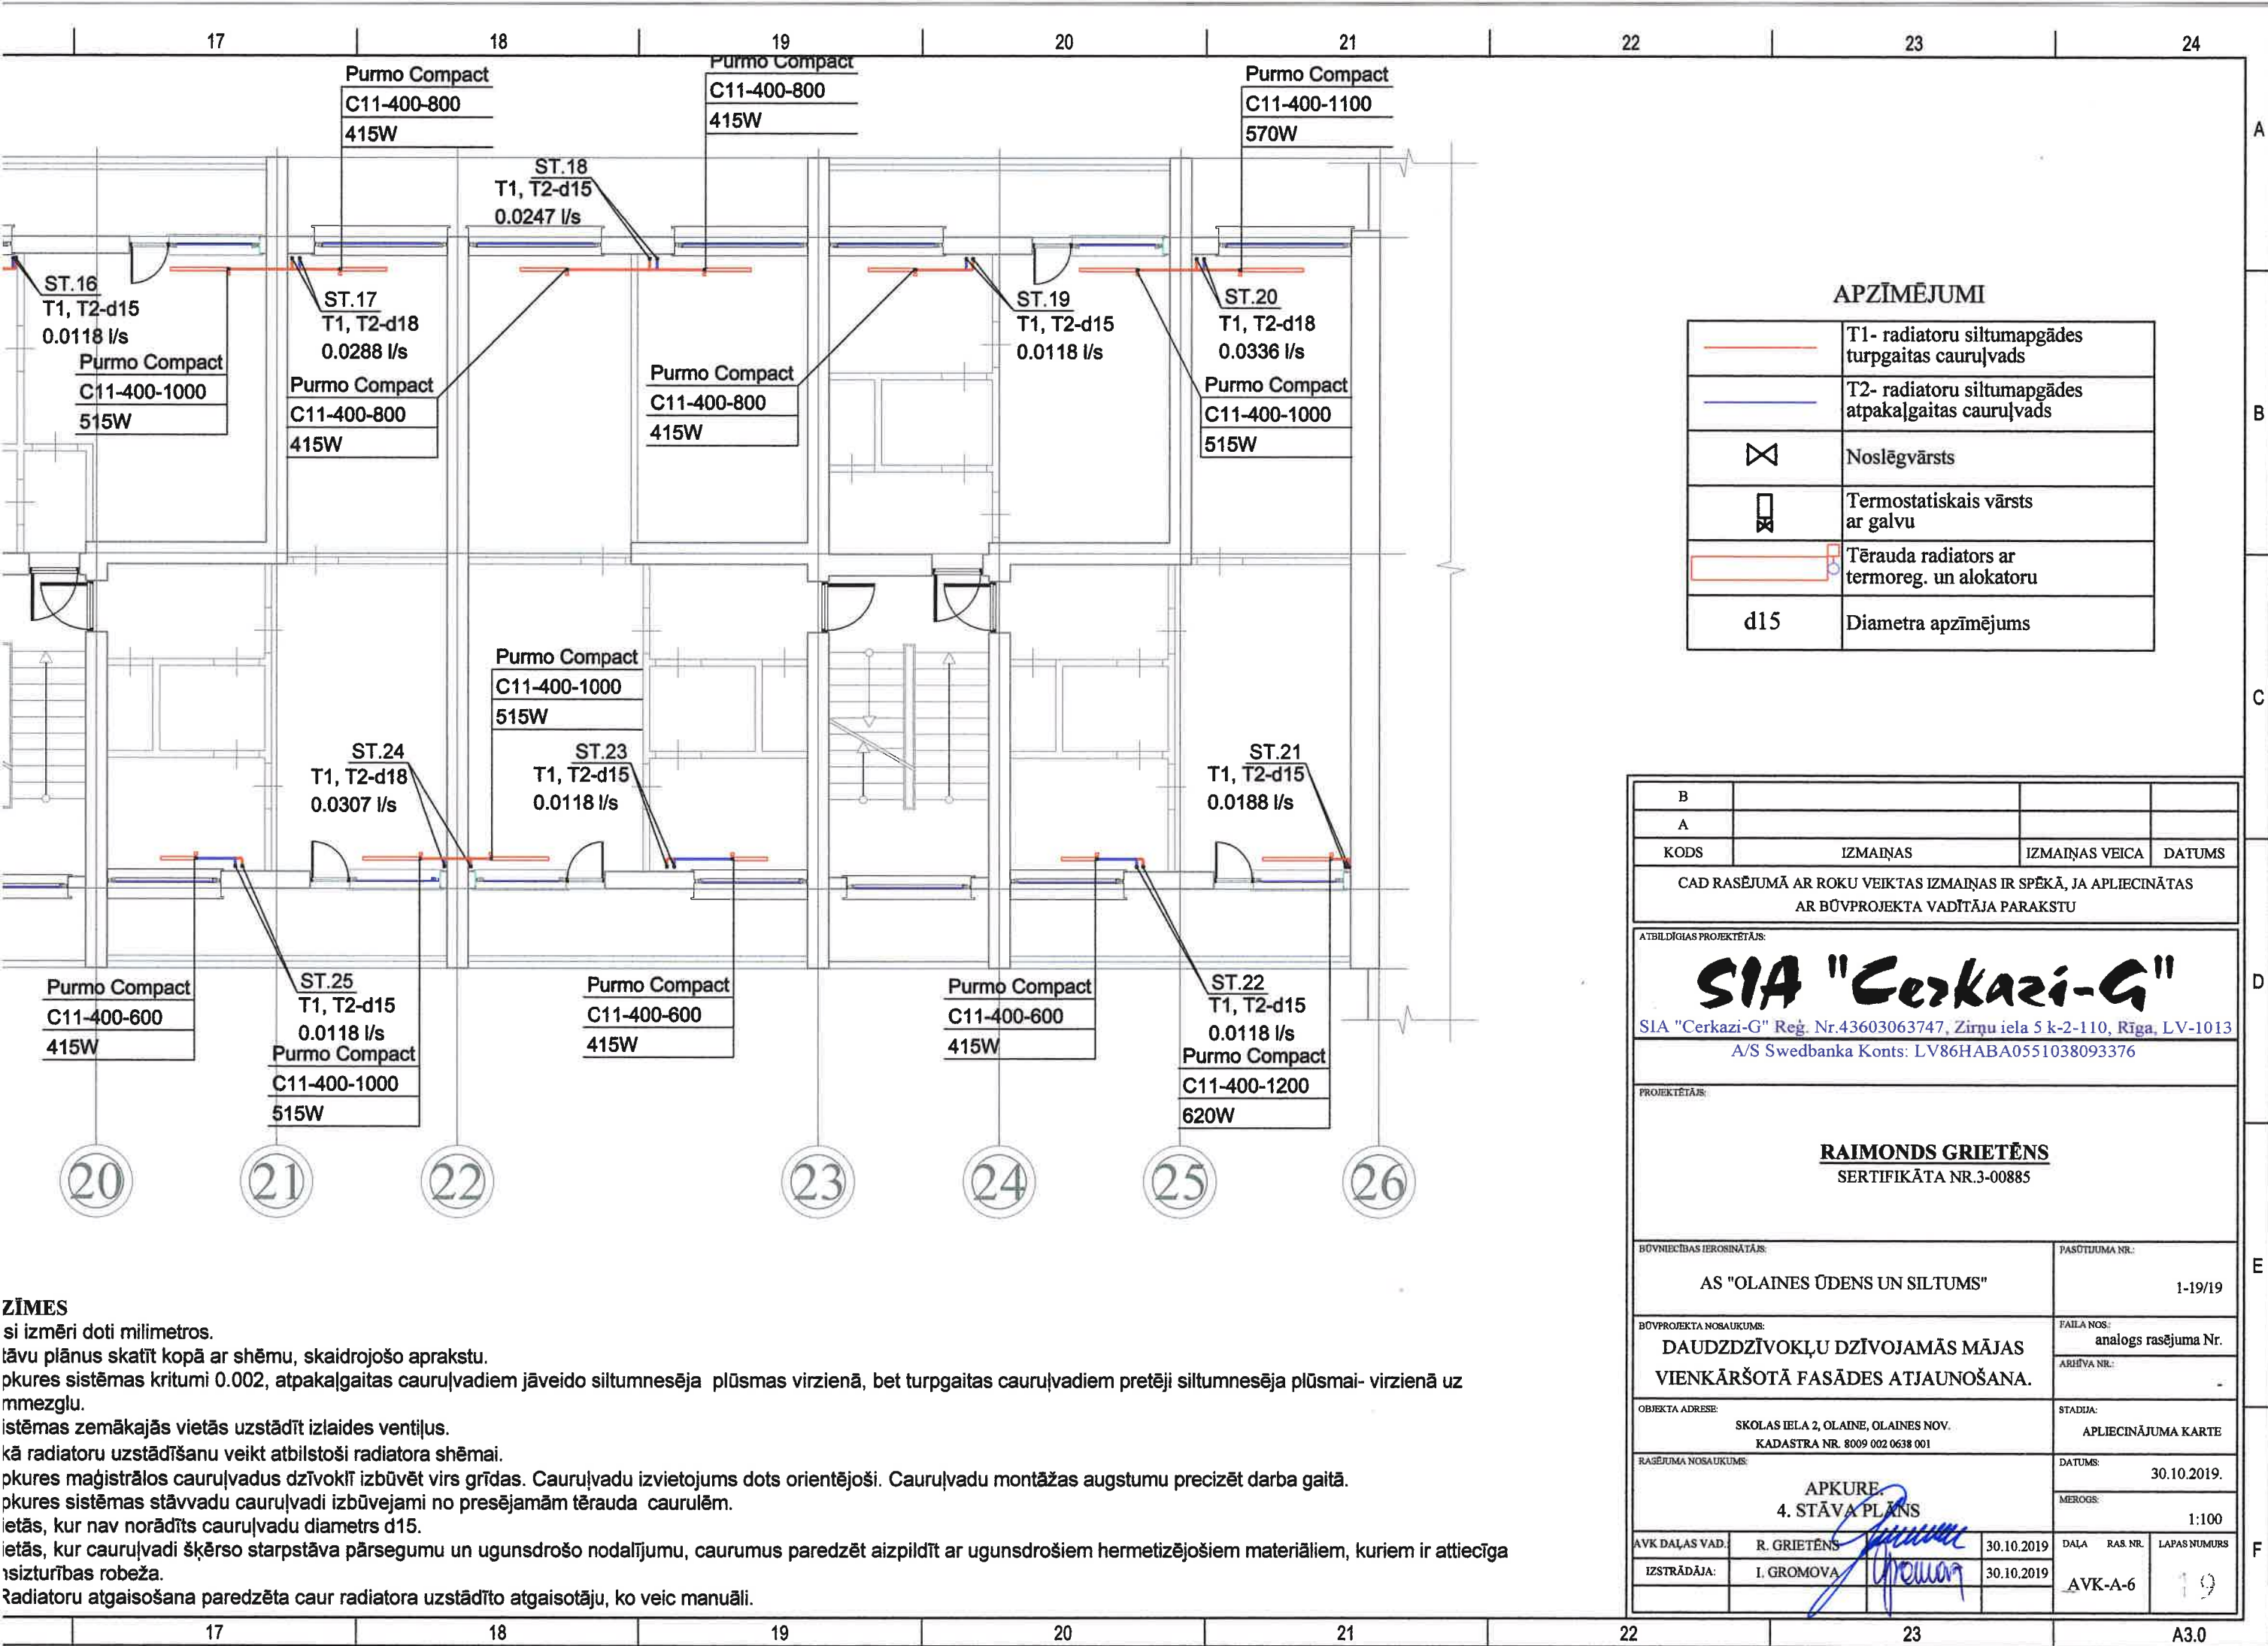 17 18 19 20 21 22 23 24
Purmo Compact
C11-400-800
415W
Purmo Compact
C11-400-800
415W
Purmo Compact
C11-400-1100
570W
A
ST.18
T1, T2-d15
0.0247 l/s
ST.16
T1, T2-d15
0.0118 l/s
ST.17
T1, T2-d18
0.0288 l/s
ST.19
T1, T2-d15
0.0118 l/s
ST.20
T1, T2-d18
0.0336 l/s
Purmo Compact
C11-400-1000
515W
Purmo Compact
C11-400-800
415W
Purmo Compact
C11-400-800
415W
Purmo Compact
C11-400-1000
515W
APZĪMĒJUMI
T1- radiatoru siltumapgādes
turpgaitas cauruļvads
T2- radiatoru siltumapgādes
atpakaļgaitas cauruļvads
B
Noslēgvārsts
Termostatiskais vārsts
ar galvu
Tērauda radiators ar
termoreg. un alokatoru
d15 Diametra apzīmējums
C
Purmo Compact
C11-400-1000
515W
ST.24
T1, T2-d18
0.0307 l/s
ST.23
T1, T2-d15
0.0118 l/s
ST.21
T1, T2-d15
0.0188 l/s
Purmo Compact
C11-400-600
415W
ST.25
T1, T2-d15
0.0118 l/s
Purmo Compact
C11-400-1000
515W
Purmo Compact
C11-400-600
415W
Purmo Compact
C11-400-600
415W
ST.22
T1, T2-d15
0.0118 l/s
Purmo Compact
C11-400-1200
620W
20 21 22 23 24 25 26
B
A
KODS IZMAIŅAS IZMAIŅAS VEICA DATUMS
CAD RASĒJUMĀ AR ROKU VEIKTAS IZMAIŅAS IR SPĒKĀ, JA APLIECINĀTAS
AR BŪVPROJEKTA VADĪTĀJA PARAKSTU
ATBILDĪGIAS PROJEKTĒTĀJS:
SIA "Cerkazi-G"
D
SIA "Cerkazi-G" Reģ. Nr.43603063747, Zirņu iela 5 k-2-110, Rīga, LV-1013
A/S Swedbanka Konts: LV86HABA0551038093376
PROJEKTĒTĀJS:
RAIMONDS GRIETĒNS
SERTIFIKĀTA NR.3-00885
BŪVNIECĪBAS IEROSINĀTĀJS:
AS "OLAINES ŪDENS UN SILTUMS"
PASŪTIJUMA NR.:
1-19/19
E
BŪVPROJEKTA NOSAUKUMS:
DAUDZDZĪVOKĻU DZĪVOJAMĀS MĀJAS
VIENKĀRŠOTĀ FASĀDES ATJAUNOŠANA.
FAILA NOS.:
analogs rasējuma Nr.
ARHĪVA NR.:
-
OBJEKTA ADRESE:
SKOLAS IELA 2, OLAINE, OLAINES NOV.
KADASTRA NR. 8009 002 0638 001
STADIJA:
APLIECINĀJUMA KARTE
RASĒJUMA NOSAUKUMS:
APKURE.
4. STĀVA PLĀNS
DATUMS:
30.10.2019.
MEROGS:
1:100
AVK DAĻAS VAD. R. GRIETĒNS 30.10.2019
IZSTRĀDĀJA: I. GROMOVA Gromova 30.10.2019
DAĻA RAS. NR. LAPAS NUMURS
AVK-A-6 19
F
ZĪMES
si izmēri doti milimetros.
tāvu plānus skatīt kopā ar shēmu, skaidrojošo aprakstu.
pkures sistēmas kritumi 0.002, atpakaļgaitas cauruļvadiem jāveido siltumnesēja plūsmas virzienā, bet turpgaitas cauruļvadiem pretēji siltumnesēja plūsmai- virzienā uz
mmezglu.
istēmas zemākajās vietās uzstādīt izlaides ventiļus.
kā radiatoru uzstādīšanu veikt atbilstoši radiatora shēmai.
pkures maģistrālos cauruļvadus dzīvoklī izbūvēt virs grīdas. Cauruļvadu izvietojums dots orientējoši. Cauruļvadu montāžas augstumu precizēt darba gaitā.
pkures sistēmas stāvvadu cauruļvadi izbūvejami no presējamām tērauda caurulēm.
ietās, kur nav norādīts cauruļvadu diametrs d15.
ietās, kur cauruļvadi šķērso starpstāva pārsegumu un ugunsdrošo nodalījumu, caurumus paredzēt aizpildīt ar ugunsdrošiem hermetizējošiem materiāliem, kuriem ir attiecīga
nsizturības robeža.
Radiatoru atgaisošana paredzēta caur radiatora uzstādīto atgaisotāju, ko veic manuāli.
17 18 19 20 21 22 23 A3.0